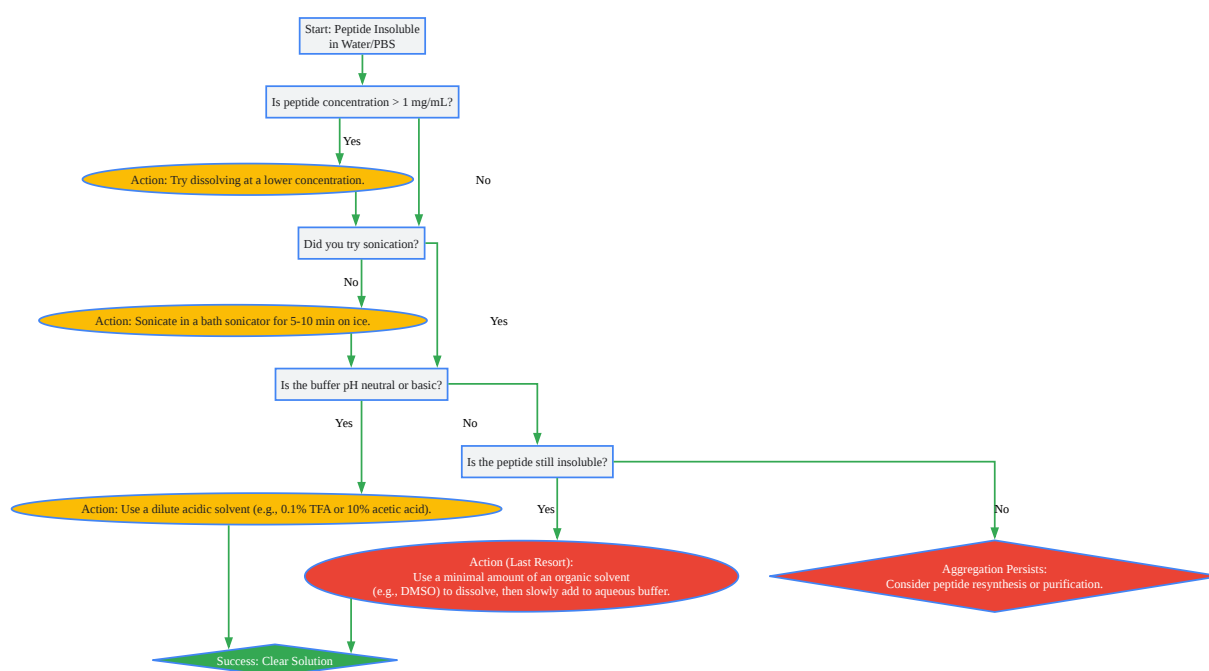 Start: Peptide Insoluble
in Water/PBS
Is peptide concentration > 1 mg/mL?
Yes
Action: Try dissolving at a lower concentration.
No
Did you try sonication?
No
Action: Sonicate in a bath sonicator for 5-10 min on ice.
Yes
Is the buffer pH neutral or basic?
Yes
No
Is the peptide still insoluble?
Action: Use a dilute acidic solvent (e.g., 0.1% TFA or 10% acetic acid).
Yes
No
Action (Last Resort):
Use a minimal amount of an organic solvent
(e.g., DMSO) to dissolve, then slowly add to aqueous buffer.
Aggregation Persists:
Consider peptide resynthesis or purification.
Success: Clear Solution